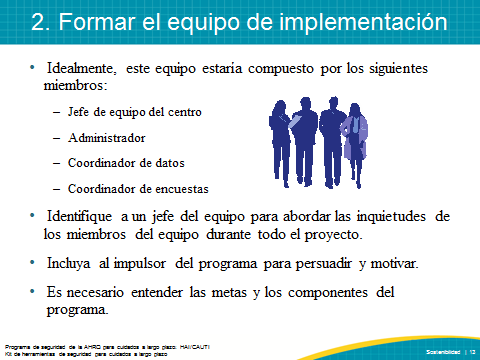 2. Formar el equipo de implementación
• Idealmente, este equipo estaria compuesto por los siguientes
miembros:
– Jefe de equipo del centro
– Administrador
– Coordinador de datos
– Coordinador de encuestas
• Identifique a un jefe del equipo para abordar las inquietudes de
los miembros del equipo durante todo el proyecto.
• Incluya al impulsor del programa para persuadir y motivar.
• Es necesario entender las metas y los componentes del
programa.
Programa de seguridad de la AHRQ para cuidados a largo plazo: HAI/CAUTI
Kit de herramientas de seguridad para cuidados a largo plazo
Sostenibilidad | 12